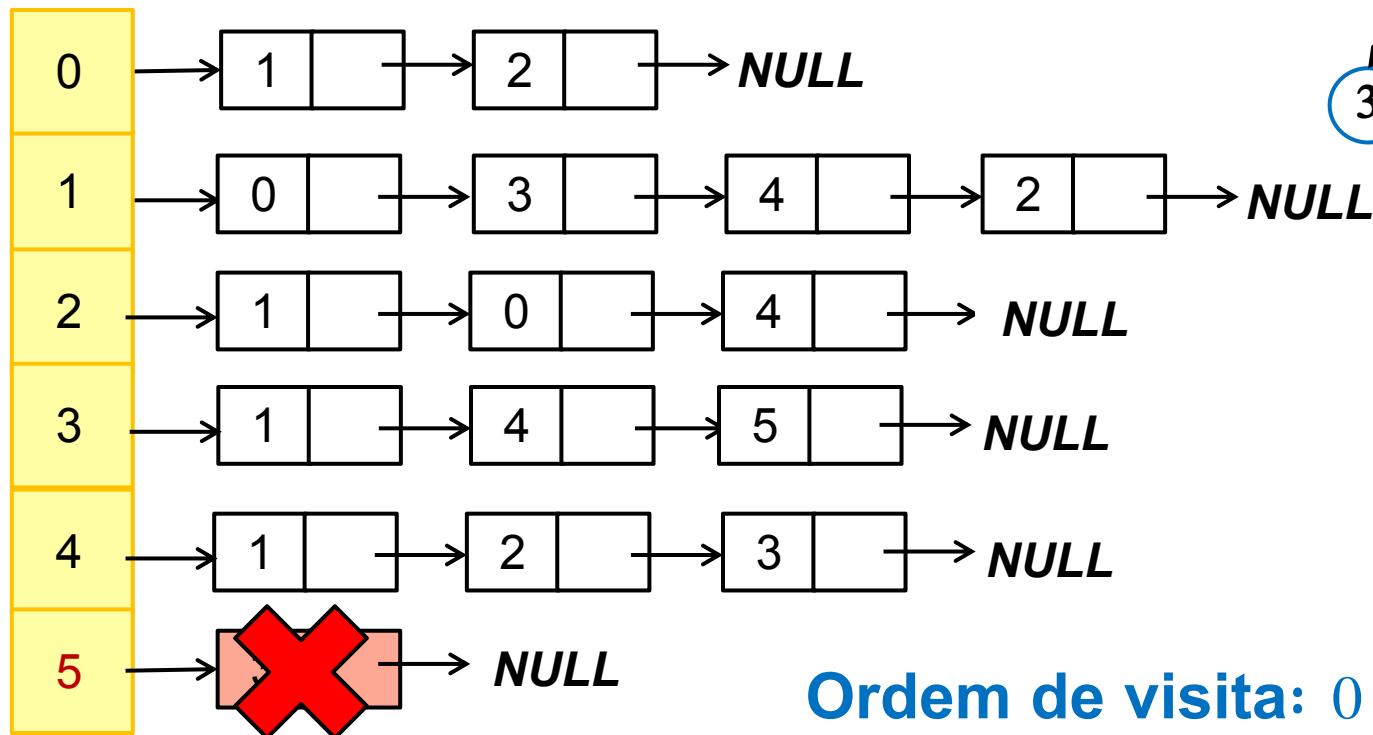 0 1 2 NULL
3
1 0 3 4 2 NULL
2 1 0 4 NULL
3 1 4 5 NULL
4 1 2 3 NULL
5 NULL
Ordem de visita: 0